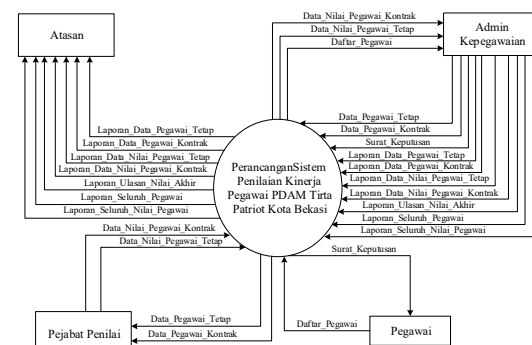 Data_Nilai_Pegawai_Kontrak
Data_Nilai_Pegawai_Tetap
Daftar_Pegawai
Atasan
Admin
Kepegawaian
Data_Pegawai_Tetap
Data_Pegawai_Kontrak
Surat_Keputusan
Laporan_Data_Pegawai_Tetap
Laporan_Data_Pegawai_Kontrak
Laporan_Data_Nilai_Pegawai_Tetap
Laporan_Data_Nilai_Pegawai_Kontrak
Laporan_Ulasan_Nilai_Akhir
Laporan_Seluruh_Pegawai
Laporan_Seluruh_Nilai_Pegawai
Laporan_Data_Pegawai_Tetap
Laporan_Data_Pegawai_Kontrak
Laporan_Data_Nilai_Pegawai_Tetap
Laporan_Data_Nilai_Pegawai_Kontrak
Laporan_Ulasan_Nilai_Akhir
Laporan_Seluruh_Pegawai
Laporan_Seluruh_Nilai_Pegawai
PerancanganSistem
Penilaian Kinerja
Pegawai PDAM Tirta
Patriot Kota Bekasi
Data_Nilai_Pegawai_Kontrak
Data_Nilai_Pegawai_Tetap
Surat_Keputusan
Data_Pegawai_Tetap
Data_Pegawai_Kontrak
Daftar_Pegawai
Pejabat Penilai
Pegawai